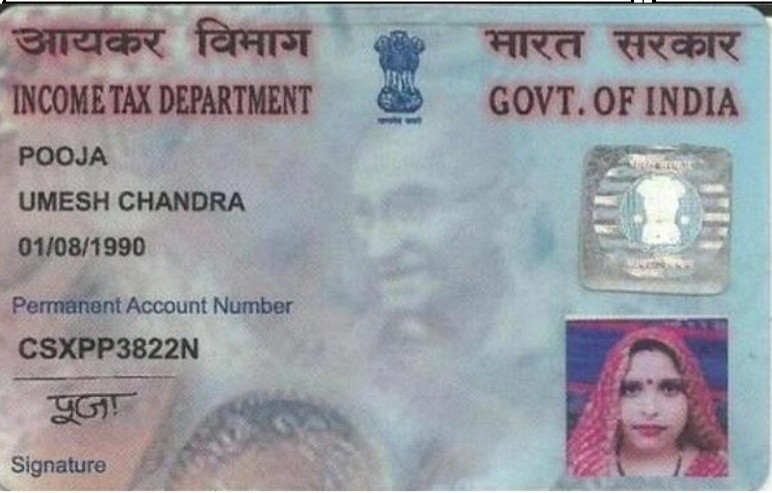 आयकर विभाग
भारत सरकार
INCOME TAX DEPARTMENT
GOVT. OF INDIA
POOJA
UMESH CHANDRA
01/08/1990
Permanent Account Number
CSXPP3822N
पूजा
Signature